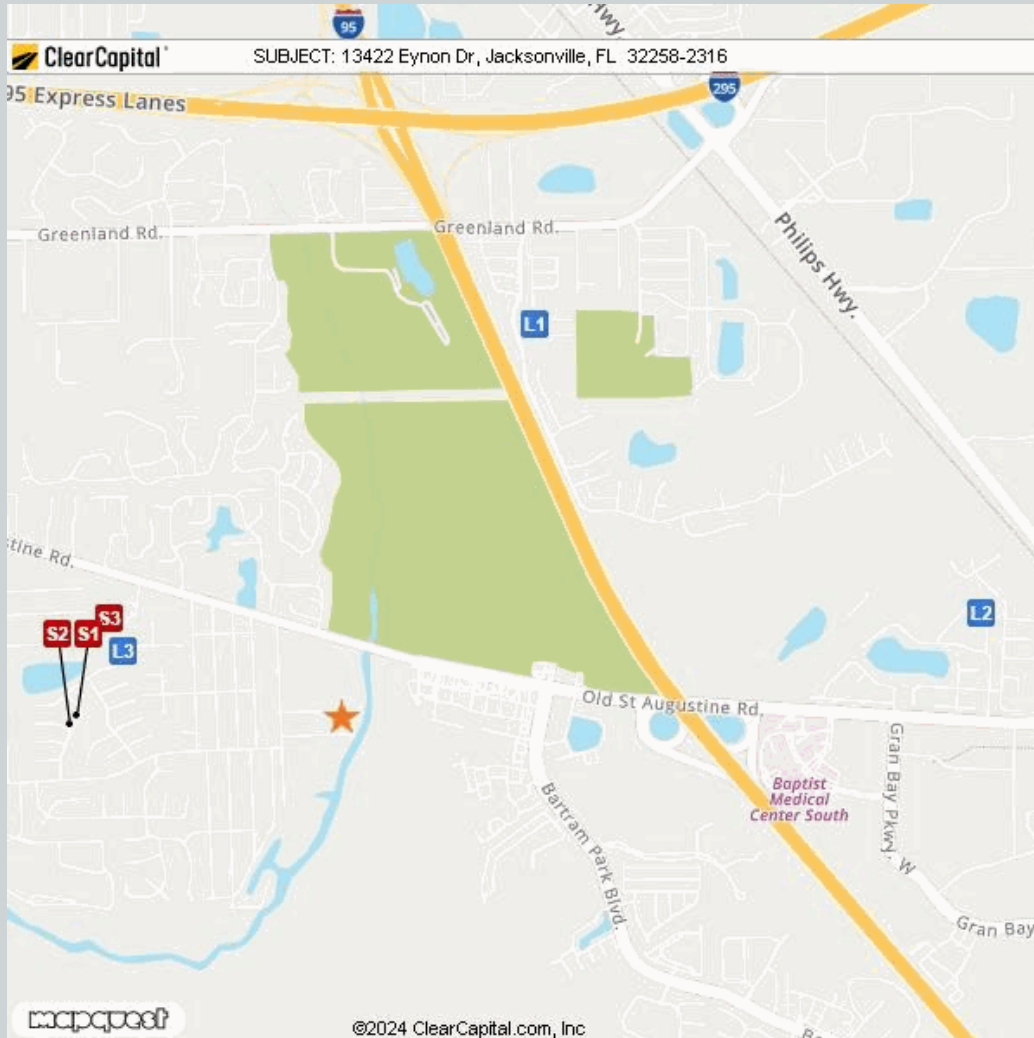 95
Hwy.
ClearCapital
SUBJECT: 13422 Eynon Dr, Jacksonville, FL 32258-2316
295
95 Express Lanes
Greenland Rd.
Greenland Rd.
Philips Hwy.
L1
stine Rd.
S3
S2
S1
L3
L2
Old St Augustine Rd.
Gran Bay Pkwy. W
Baptist
Medical
Center South
Bartram Park Blvd.
Gran Bay
mapquest
©2024 ClearCapital.com, Inc
Ba